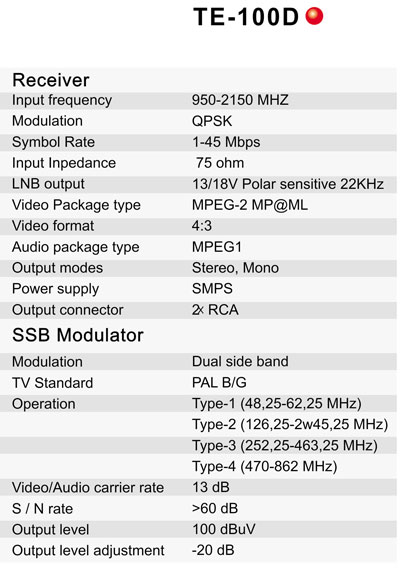 TE-100D
Receiver
Input frequency 950-2150 MHZ
Modulation QPSK
Symbol Rate 1-45 Mbps
Input Inpedance 75 ohm
LNB output 13/18V Polar sensitive 22KHz
Video Package type MPEG-2 MP@ML
Video format 4:3
Audio package type MPEG1
Output modes Stereo, Mono
Power supply SMPS
Output connector 2x RCA
SSB Modulator
Modulation Dual side band
TV Standard PAL B/G
Operation Type-1 (48,25-62,25 MHz)
Type-2 (126,25-2w45,25 MHz)
Type-3 (252,25-463,25 MHz)
Type-4 (470-862 MHz)
Video/Audio carrier rate 13 dB
S / N rate >60 dB
Output level 100 dBuV
Output level adjustment -20 dB